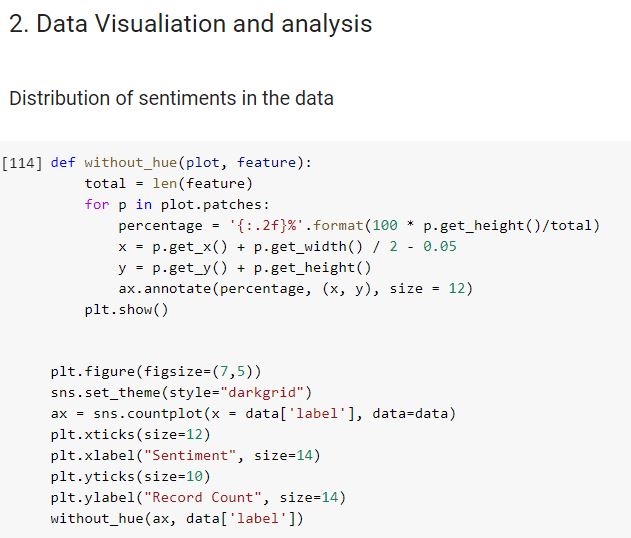 2. Data Visualiation and analysis
Distribution of sentiments in the data
[114] def without_hue(plot, feature):
    total = len(feature)
    for p in plot.patches:
        percentage = '{:.2f}%'.format(100 * p.get_height()/total)
        x = p.get_x() + p.get_width() / 2 - 0.05
        y = p.get_y() + p.get_height()
        ax.annotate(percentage, (x, y), size = 12)
    plt.show()
plt.figure(figsize=(7,5))
sns.set_theme(style="darkgrid")
ax = sns.countplot(x = data['label'], data=data)
plt.xticks(size=12)
plt.xlabel("Sentiment", size=14)
plt.yticks(size=10)
plt.ylabel("Record Count", size=14)
without_hue(ax, data['label'])